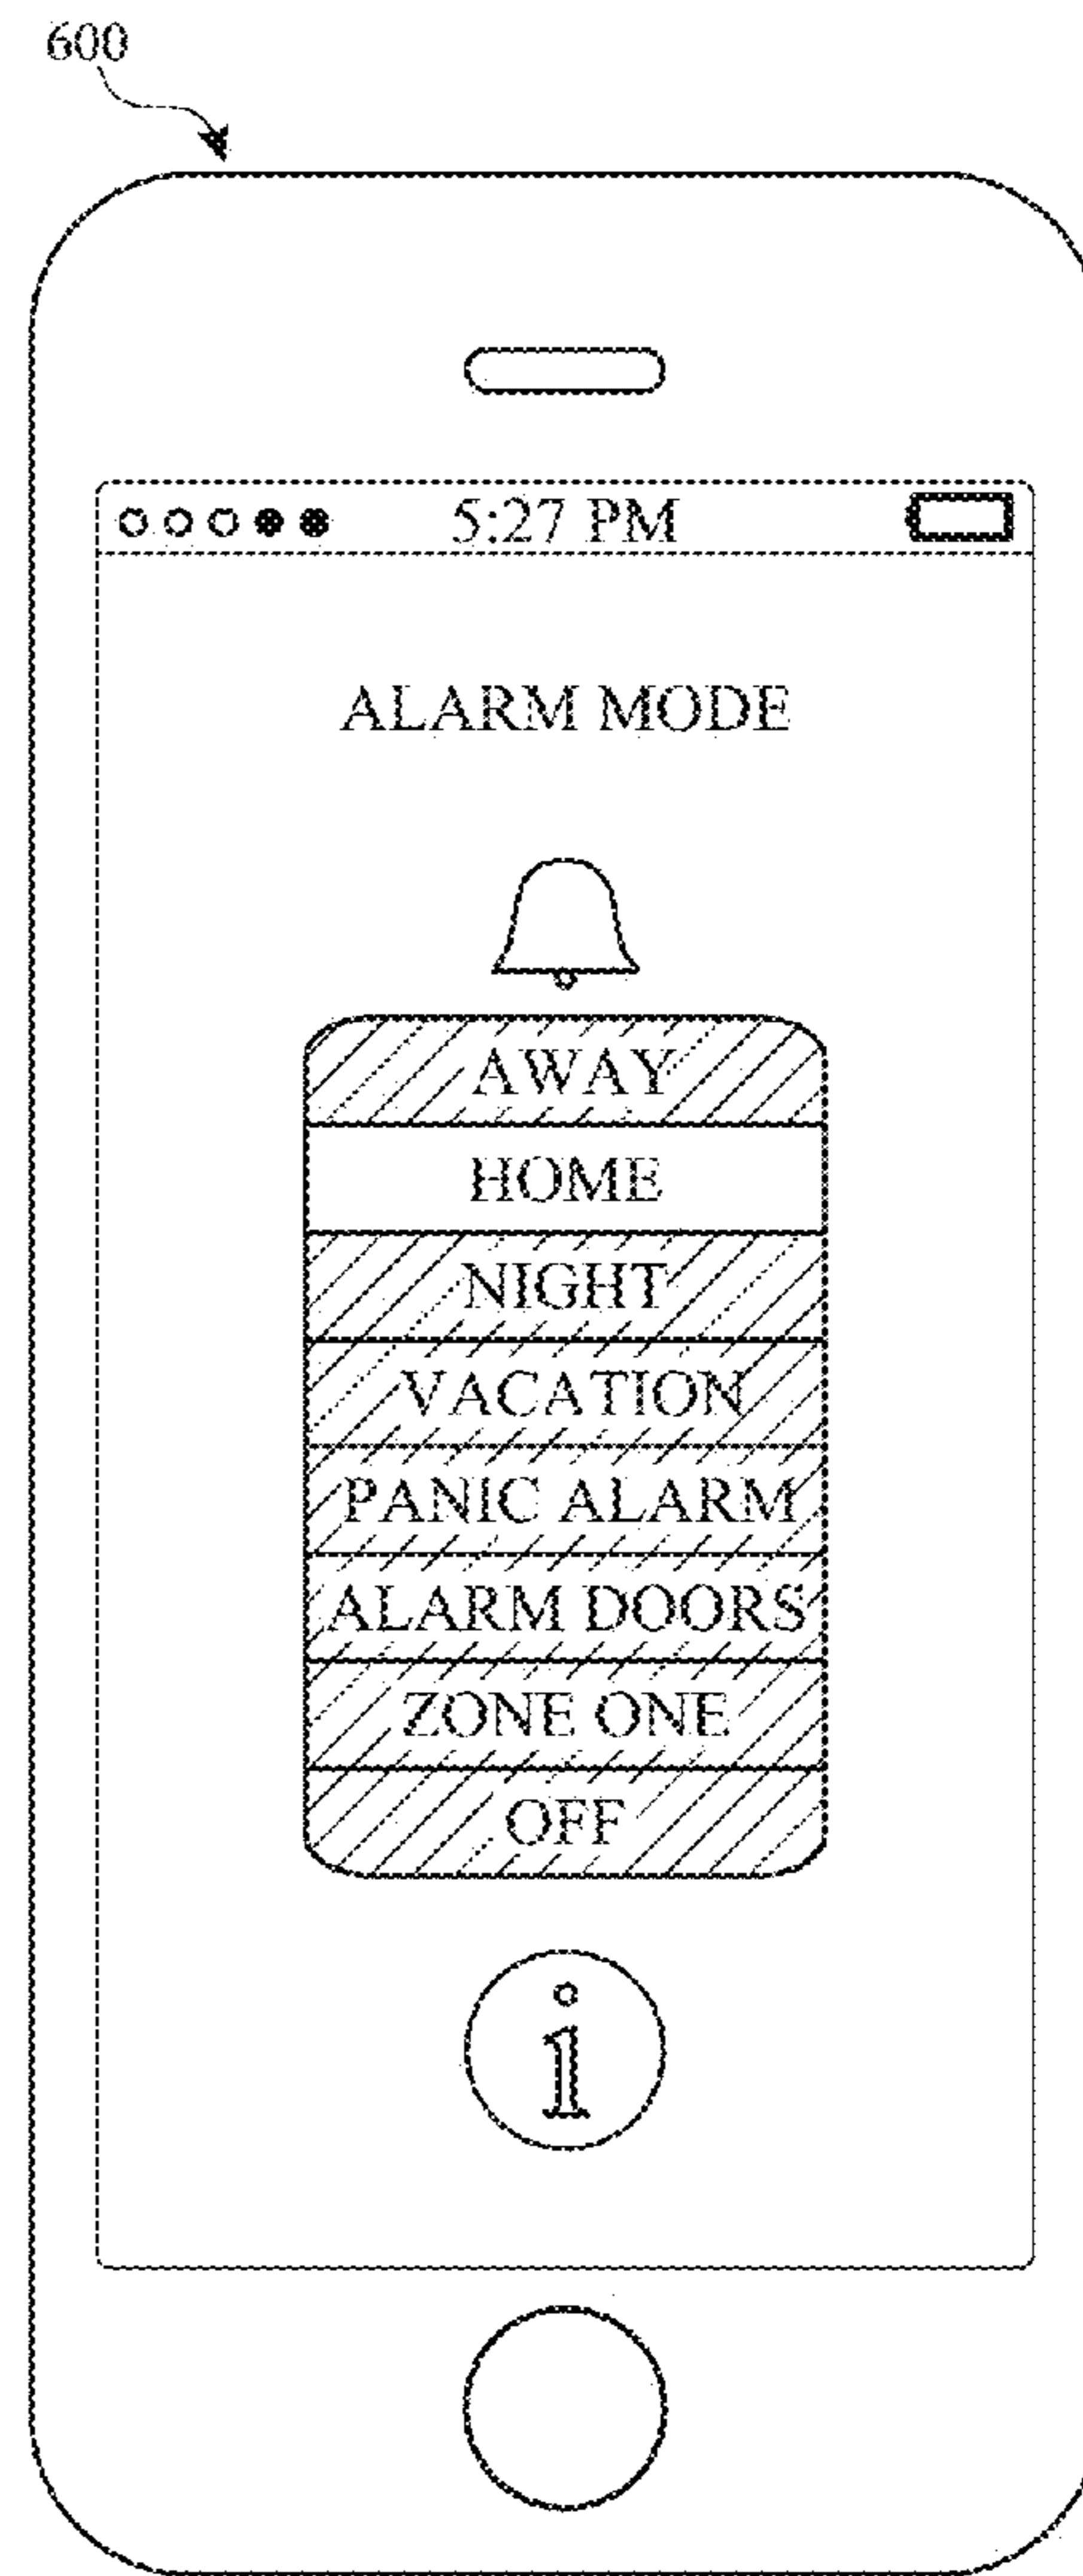 600
5:27 PM
ALARM MODE
AWAY
HOME
NIGHT
VACATION
PANIC ALARM
ALARM DOORS
ZONE ONE
OFF
i